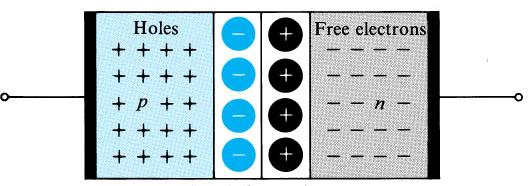 Holes
Free electrons
+ + + + − + − − − −
+ + + + − + − − − −
+ p + + − + − − n −
+ + + + − + − − − −
+ + + + − − − −